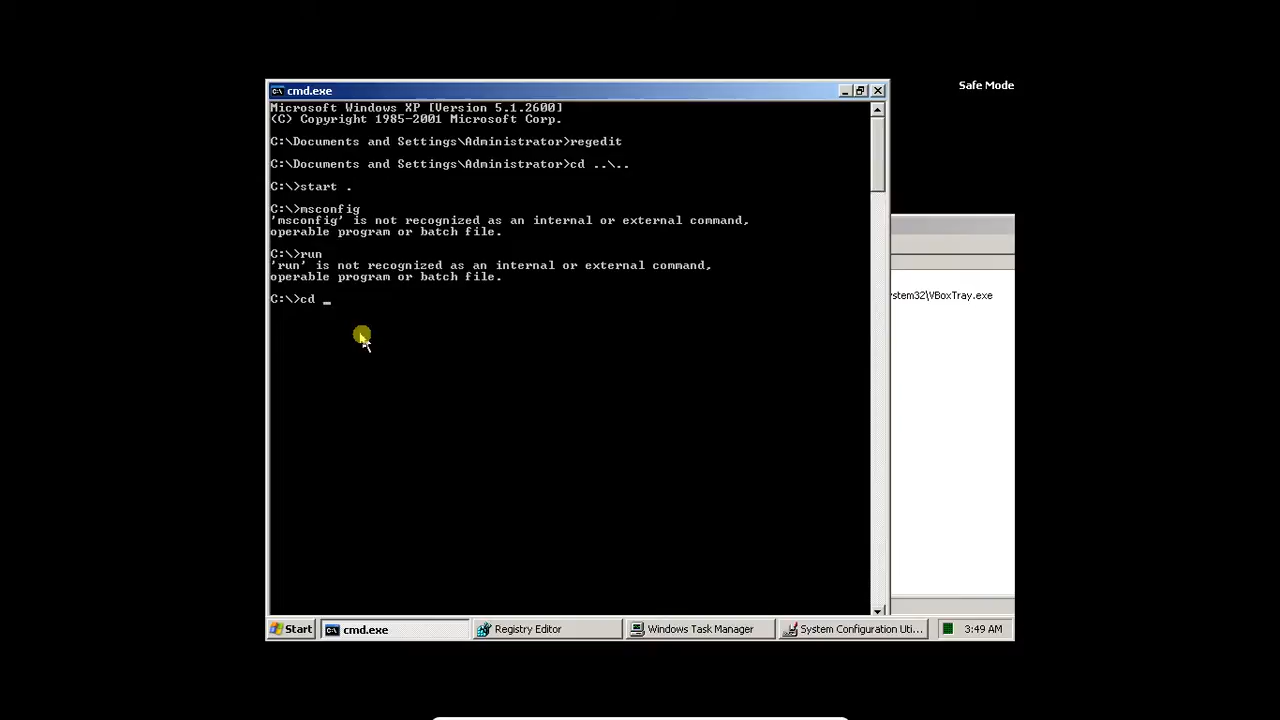 Safe Mode
cmd.exe
Microsoft Windows XP [Version 5.1.2600]
(C) Copyright 1985-2001 Microsoft Corp.
C:\Documents and Settings\Administrator>regedit
C:\Documents and Settings\Administrator>cd ..\..
C:\>start .
C:\>msconfig
'msconfig' is not recognized as an internal or external command,
operable program or batch file.
C:\>run
'run' is not recognized as an internal or external command,
operable program or batch file.
C:\>cd _
stem32\VBoxTray.exe
Start
cmd.exe
Registry Editor
Windows Task Manager
System Configuration Uti...
3:49 AM